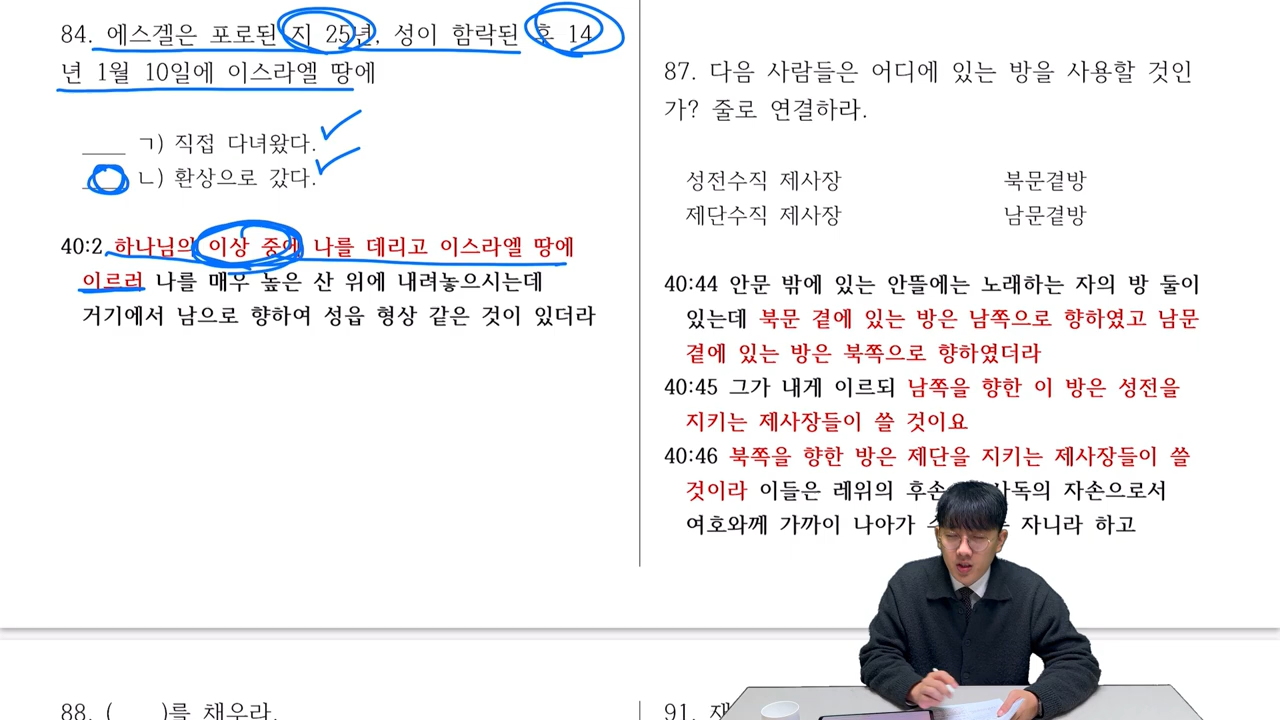 84. 에스겔은 포로된 지 25년, 성이 함락된 후 14
년 1월 10일에 이스라엘 땅에
____ ㄱ) 직접 다녀왔다.
____ ㄴ) 환상으로 갔다.
40:2 하나님의 이상 중에 나를 데리고 이스라엘 땅에
이르러 나를 매우 높은 산 위에 내려놓으시는데
거기에서 남으로 향하여 성읍 형상 같은 것이 있더라
87. 다음 사람들은 어디에 있는 방을 사용할 것인
가? 줄로 연결하라.
성전수직 제사장 북문곁방
제단수직 제사장 남문곁방
40:44 안문 밖에 있는 안뜰에는 노래하는 자의 방 둘이
있는데 북문 곁에 있는 방은 남쪽으로 향하였고 남문
곁에 있는 방은 북쪽으로 향하였더라
40:45 그가 내게 이르되 남쪽을 향한 이 방은 성전을
지키는 제사장들이 쓸 것이요
40:46 북쪽을 향한 방은 제단을 지키는 제사장들이 쓸
것이라 이들은 레위의 후손 자손으로서
여호와께 가까이 나아가 자니라 하고
88. ( )를 채우라.
91.